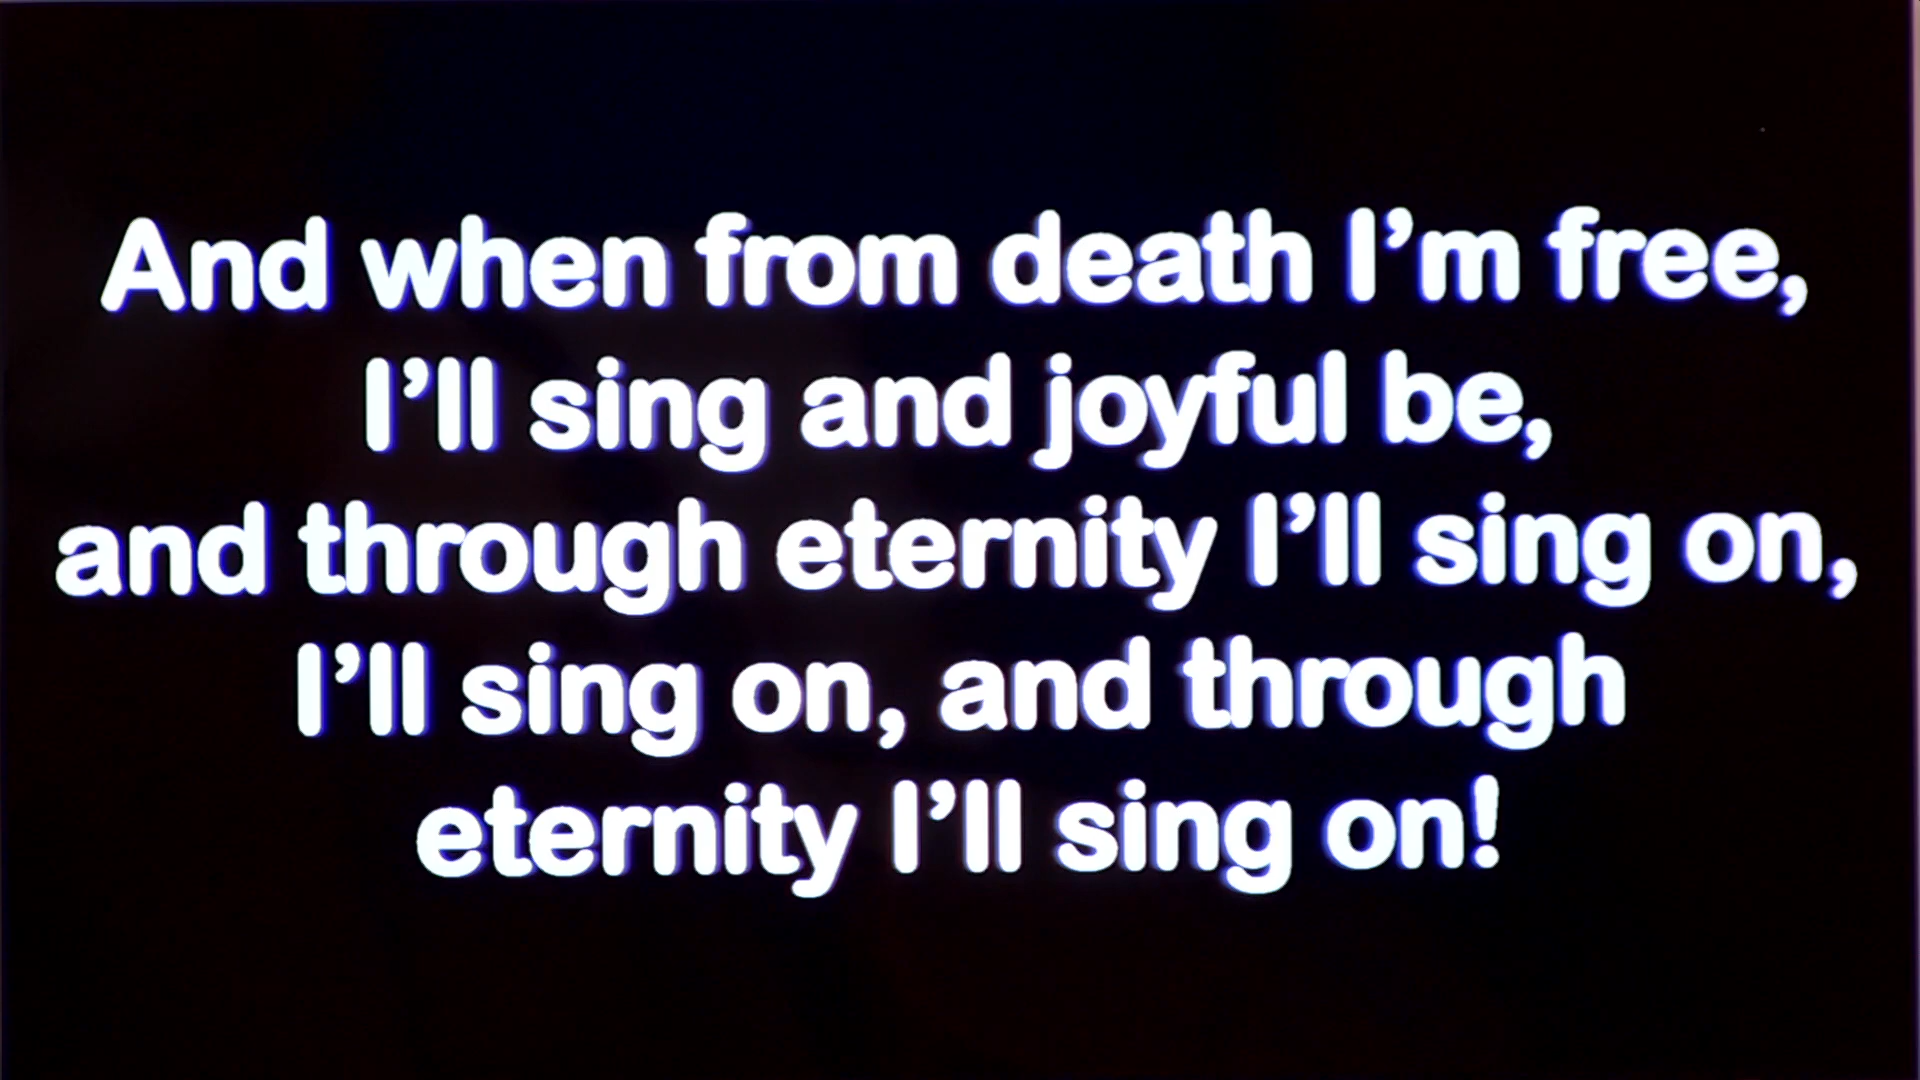 And when from death I’m free,
I’ll sing and joyful be,
and through eternity I’ll sing on,
I’ll sing on, and through
eternity I’ll sing on!